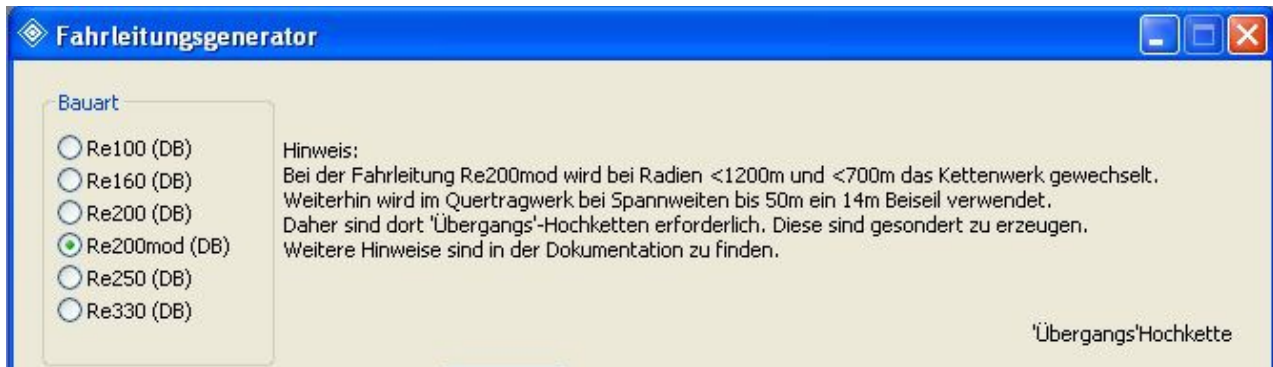 Fahrleitungsgenerator
Bauart
Re100 (DB)
Re160 (DB)
Re200 (DB)
Re200mod (DB)
Re250 (DB)
Re330 (DB)
Hinweis:
Bei der Fahrleitung Re200mod wird bei Radien <1200m und <700m das Kettenwerk gewechselt.
Weiterhin wird im Quertragwerk bei Spannweiten bis 50m ein 14m Beiseil verwendet.
Daher sind dort 'Übergangs'-Hochketten erforderlich. Diese sind gesondert zu erzeugen.
Weitere Hinweise sind in der Dokumentation zu finden.
'Übergangs'Hochkette